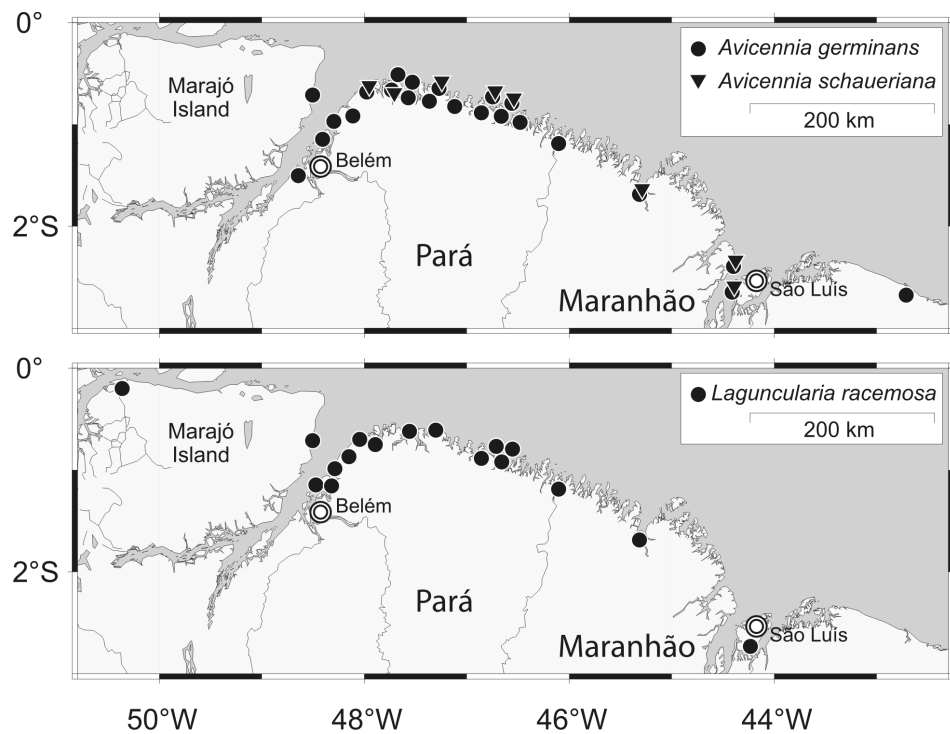 0°
Avicennia germinans
Avicennia schaueriana
200 km
Marajó
Island
Belém
2°S
Pará
Maranhão
São Luís
0°
Laguncularia racemosa
200 km
Marajó
Island
Belém
2°S
Pará
Maranhão
São Luís
50°W
48°W
46°W
44°W